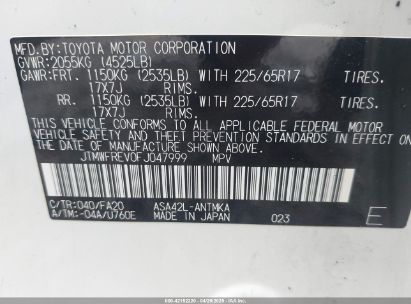 MFD.BY:TOYOTA MOTOR CORPORATION
GVWR:2055KG (4525LB)
GAWR:FRT. 1150KG (2535LB) WITH 225/65R17 TIRES.
17X7J RIMS.
RR. 1150KG (2535LB) WITH 225/65R17 TIRES.
17X7J RIMS.
THIS VEHICLE CONFORMS TO ALL APPLICABLE FEDERAL MOTOR
VEHICLE SAFETY AND BUMPER STANDARDS IN EFFECT ON THE
DATE OF MANUFACTURE SHOWN ABOVE.
JTMWFREV0FJ047999 MPV
C/TR:040/FA20 ASA42L-ANTMKA
A/TM:-04A/U760E MADE IN JAPAN 023 E